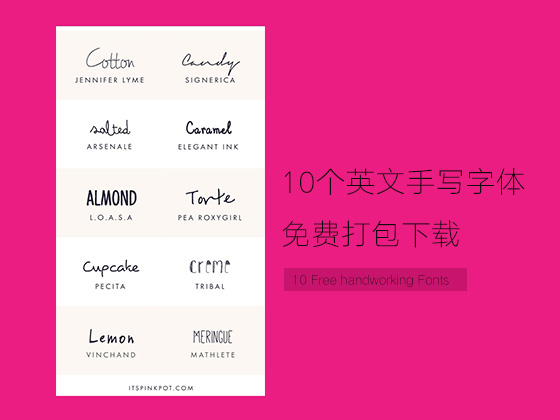 Cotton
JENNIFER LYME
Candy
SIGNERICA
salted
ARSENALE
Caramel
ELEGANT INK
ALMOND
L.O.A.S.A
Torte
PEA ROXYGIRL
Cupcake
PECITA
creme
TRIBAL
Lemon
VINCHAND
MERINGUE
MATHLETE
ITSPINKPOT.COM
10个英文手写字体
免费打包下载
10 Free handworking Fonts